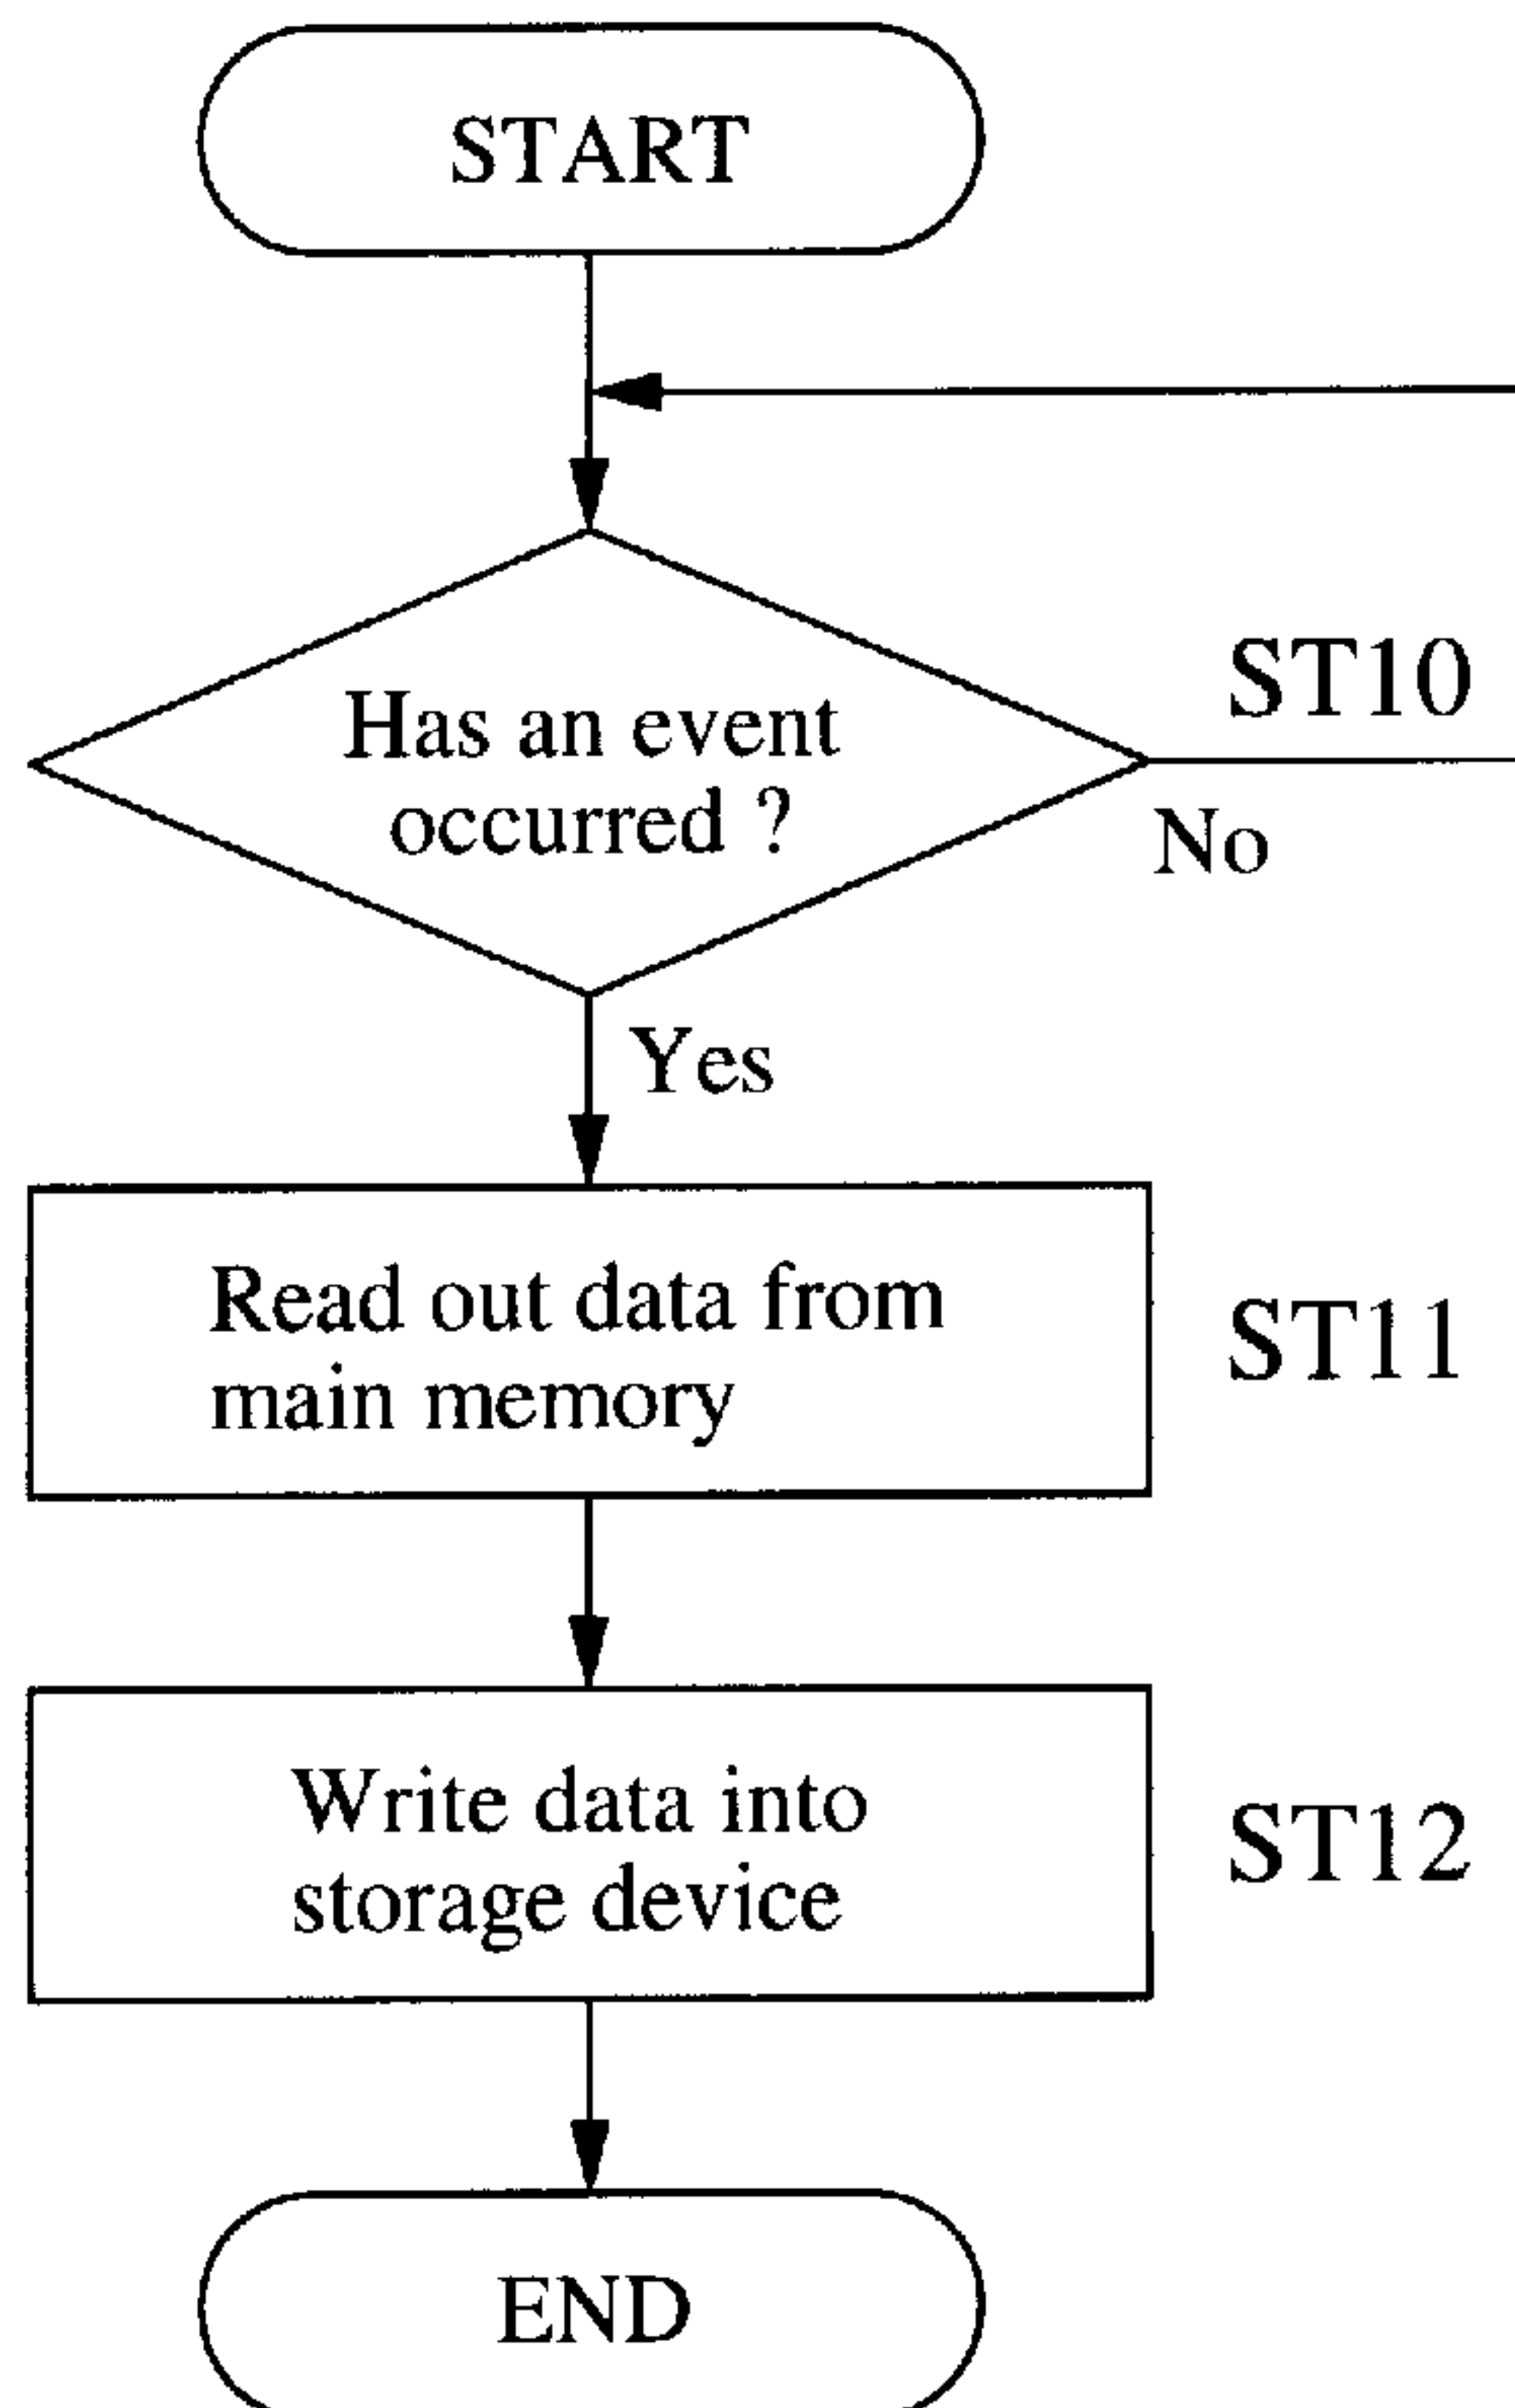 START
Has an event
occurred ?
ST10
No
Yes
Read out data from
main memory
ST11
Write data into
storage device
ST12
END